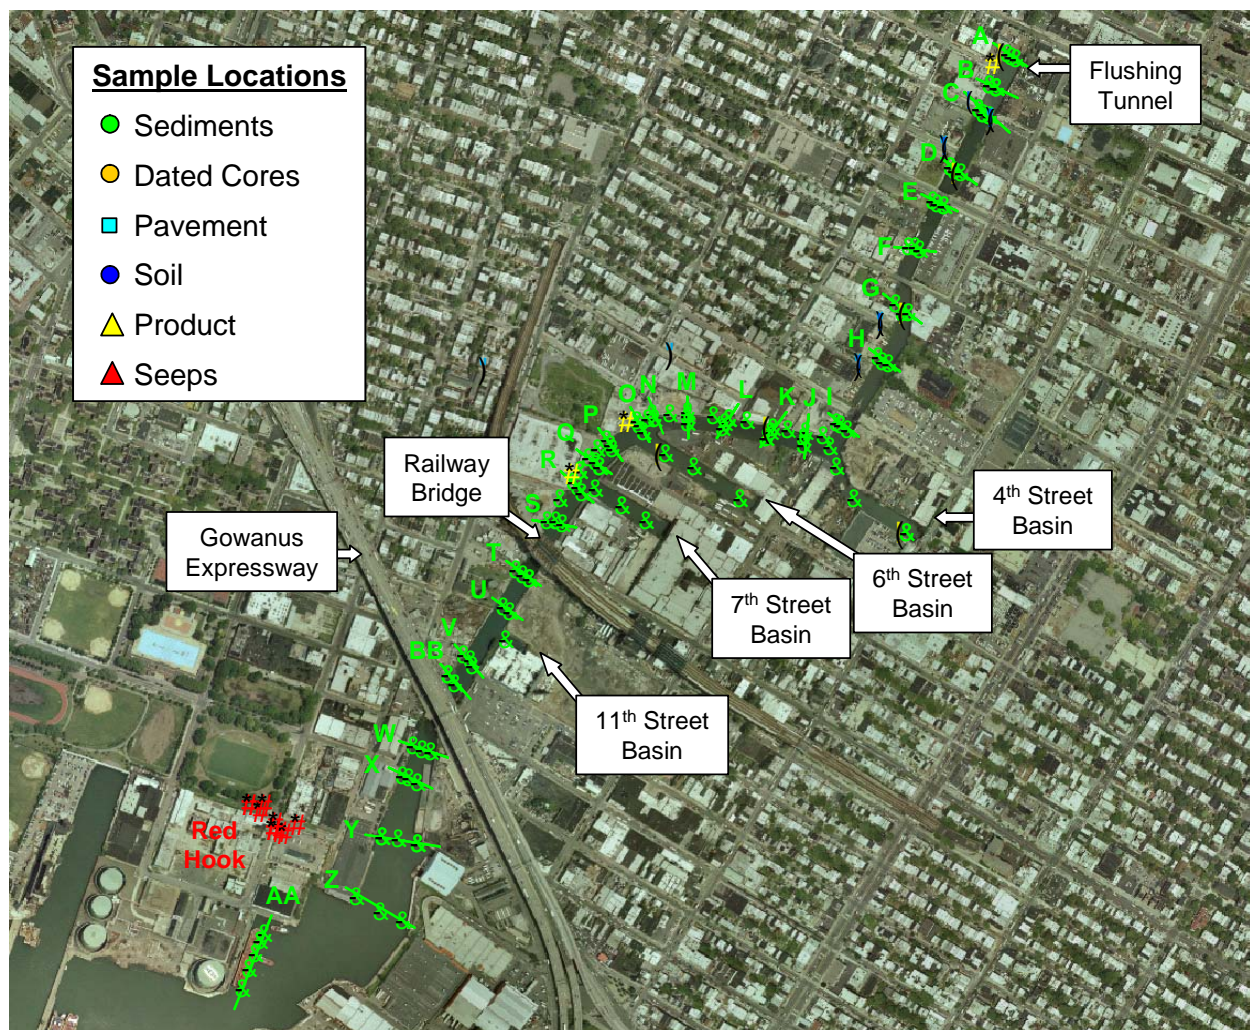 Sample Locations
Sediments
Dated Cores
Pavement
Soil
Product
Seeps
Flushing
Tunnel
A
B
C
D
E
F
G
H
I
J
K
L
M
N
O
P
Q
R
S
Railway
Bridge
4th Street
Basin
Gowanus
Expressway
6th Street
Basin
7th Street
Basin
T
U
V
BB
11th Street
Basin
W
X
Y
Red
Hook
Z
AA